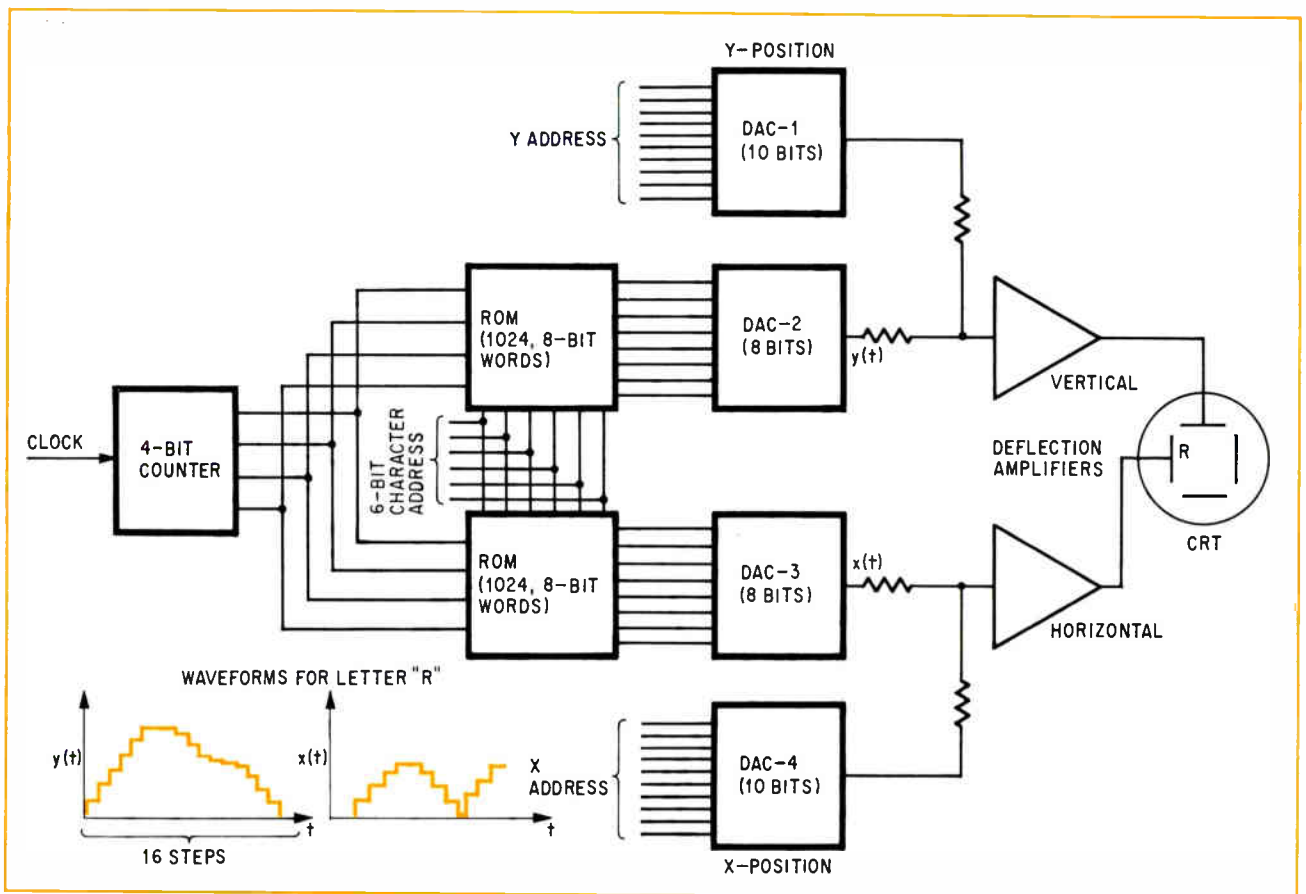 Y-POSITION
Y ADDRESS
DAC-1
(10 BITS)
ROM
(1024, 8-BIT
WORDS)
DAC-2
(8 BITS)
y(t)
VERTICAL
CLOCK
4-BIT
COUNTER
6-BIT
CHARACTER
ADDRESS
DEFLECTION
AMPLIFIERS
R
CRT
ROM
(1024, 8-BIT
WORDS)
DAC-3
(8 BITS)
x(t)
HORIZONTAL
WAVEFORMS FOR LETTER "R"
y(t)
t
16 STEPS
x(t)
t
X
ADDRESS
DAC-4
(10 BITS)
X-POSITION